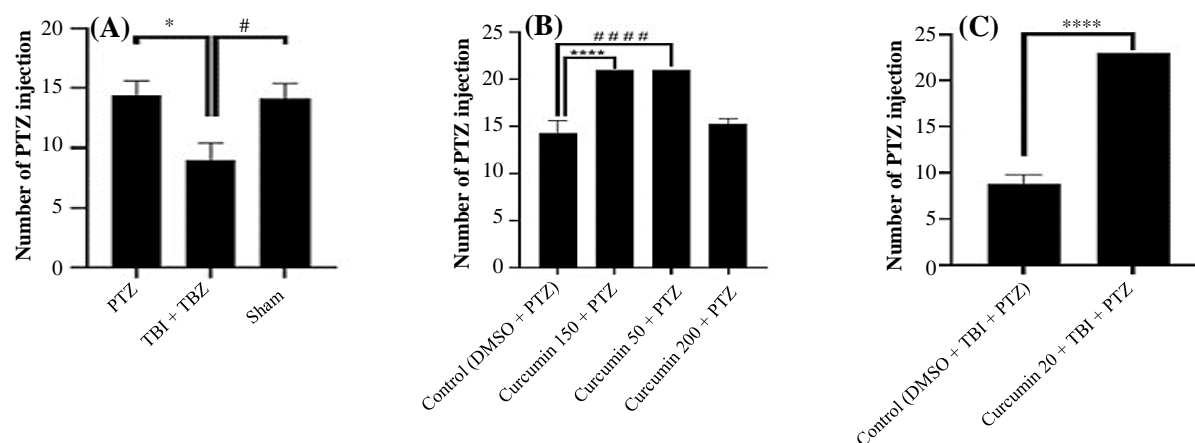 (A)
Number of PTZ injection
20
15
10
5
0
*
#
PTZ
TBI + TBZ
Sham
(B)
Number of PTZ injection
25
20
15
10
5
0
####
****
Control (DMSO + PTZ)
Curcumin 150 + PTZ
Curcumin 50 + PTZ
Curcumin 200 + PTZ
(C)
Number of PTZ injection
25
20
15
10
5
0
****
Control (DMSO + TBI + PTZ)
Curcumin 20 + TBI + PTZ